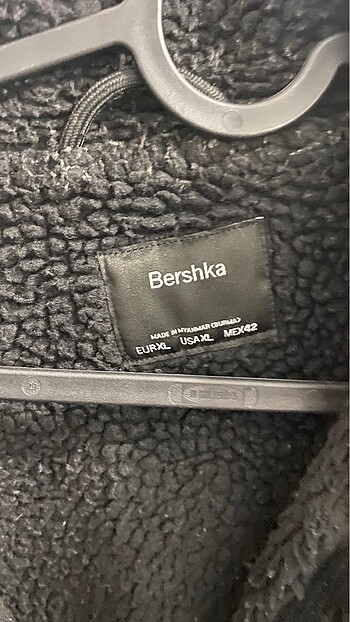 Bershka
MADE IN MYANMAR (BURMA)
EUR XL USA XL MEX 42